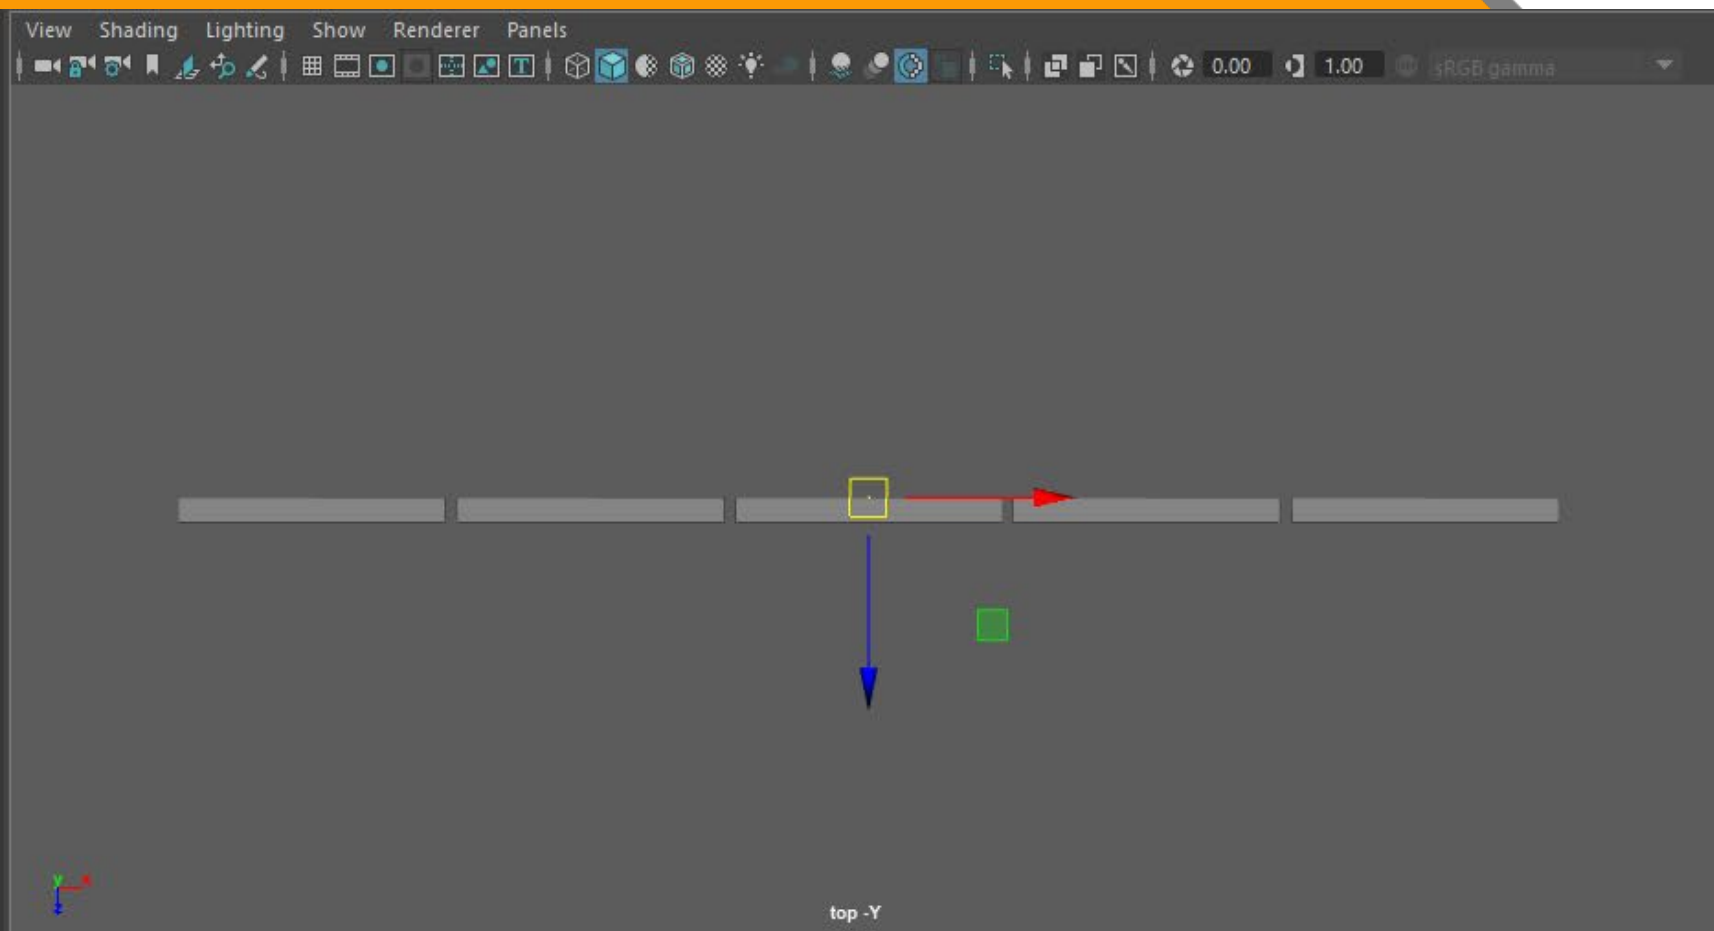 View Shading Lighting Show Renderer Panels
T 0.00 1.00 sRGB gamma
y x
z
top -Y